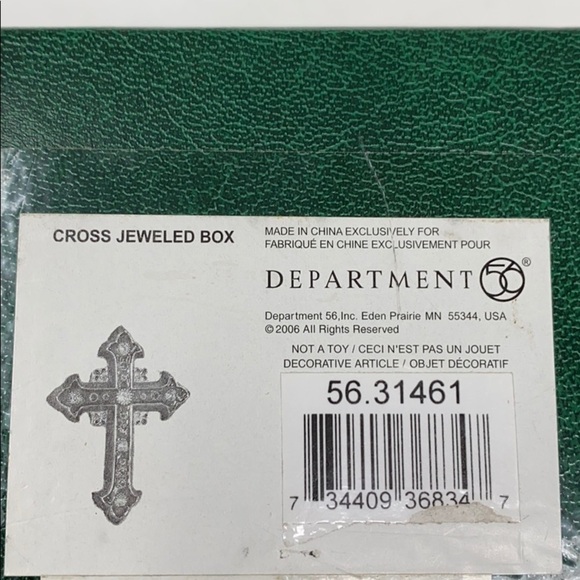 CROSS JEWELED BOX
MADE IN CHINA EXCLUSIVELY FOR
FABRIQUÉ EN CHINE EXCLUSIVEMENT POUR
DEPARTMENT 56®
Department 56,Inc. Eden Prairie MN 55344, USA
©2006 All Rights Reserved
NOT A TOY / CECI N'EST PAS UN JOUET
DECORATIVE ARTICLE / OBJET DÉCORATIF
56.31461
7 34409 36834 7